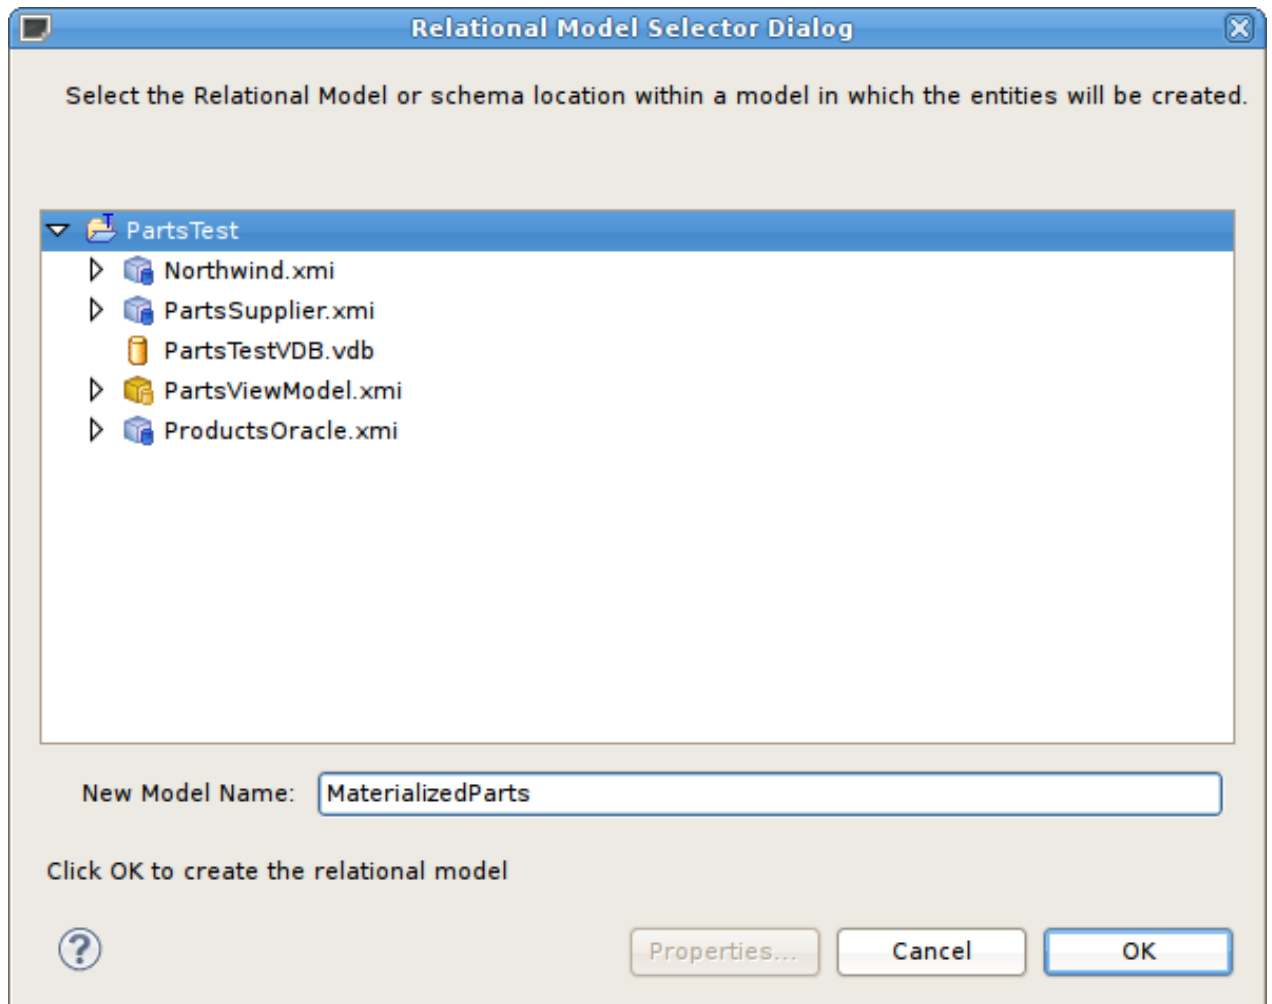 Relational Model Selector Dialog
Select the Relational Model or schema location within a model in which the entities will be created.
PartsTest
Northwind.xmi
PartsSupplier.xmi
PartsTestVDB.vdb
PartsViewModel.xmi
ProductsOracle.xmi
New Model Name: MaterializedParts
Click OK to create the relational model
? Properties... Cancel OK